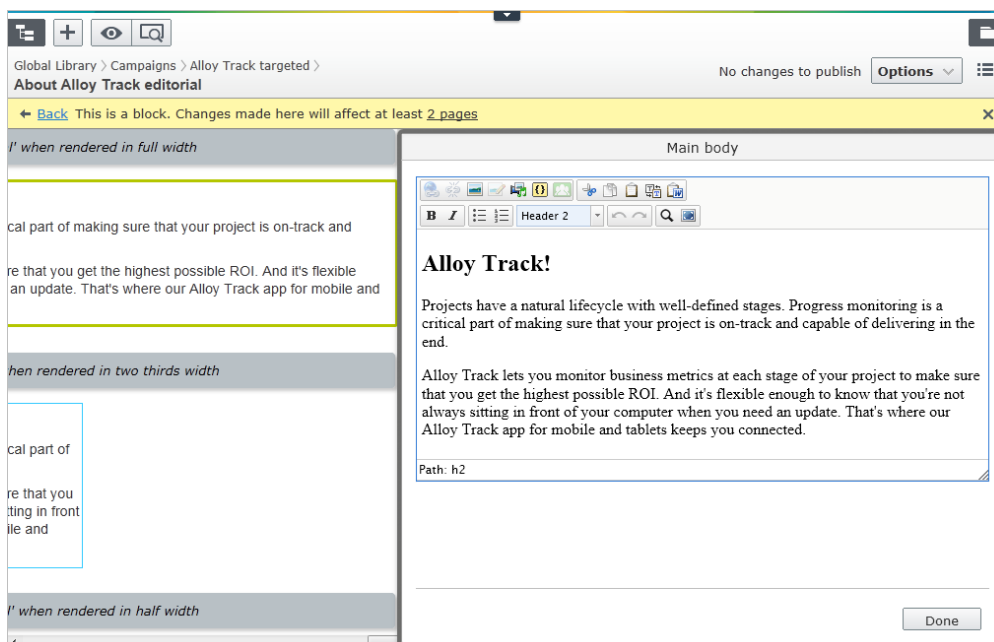 Global Library > Campaigns > Alloy Track targeted >
About Alloy Track editorial
No changes to publish
Options
Back This is a block. Changes made here will affect at least 2 pages
l' when rendered in full width
cal part of making sure that your project is on-track and
re that you get the highest possible ROI. And it's flexible
an update. That's where our Alloy Track app for mobile and
hen rendered in two thirds width
cal part of
re that you
tting in front
ile and
l' when rendered in half width
Main body
B I
Header 2
Alloy Track!
Projects have a natural lifecycle with well-defined stages. Progress monitoring is a
critical part of making sure that your project is on-track and capable of delivering in the
end.
Alloy Track lets you monitor business metrics at each stage of your project to make sure
that you get the highest possible ROI. And it's flexible enough to know that you're not
always sitting in front of your computer when you need an update. That's where our
Alloy Track app for mobile and tablets keeps you connected.
Path: h2
Done